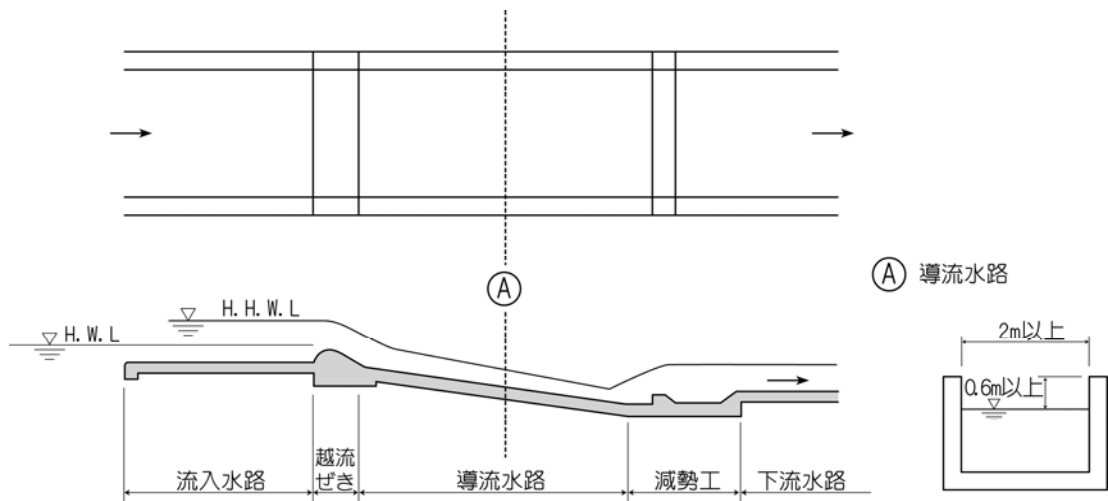 Ⓐ
Ⓐ 導流水路
H.H.W.L
H.W.L
2m以上
0.6m以上
流入水路
越流
ぜき
導流水路
減勢工
下流水路